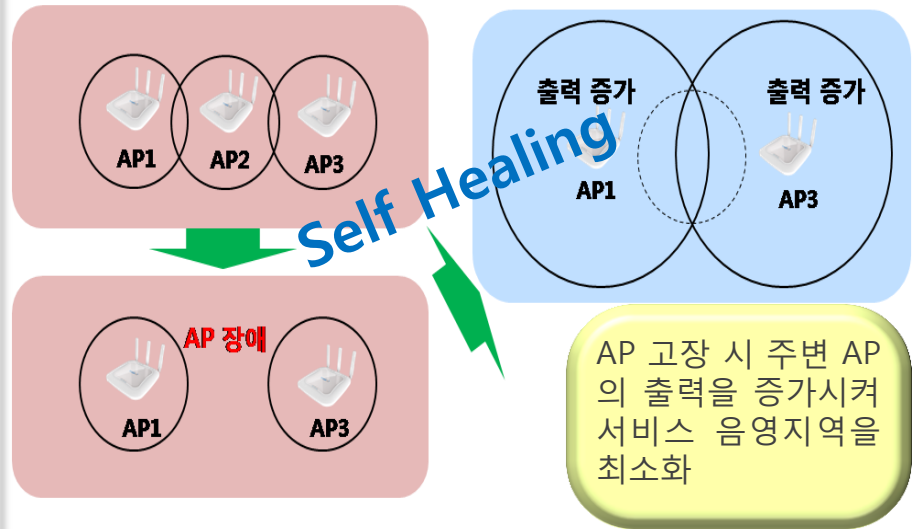 AP1
AP2
AP3
Self Healing
출력 증가
출력 증가
AP1
AP3
AP 장애
AP1
AP3
AP 고장 시 주변 AP
의 출력을 증가시켜
서비스 음영지역을
최소화